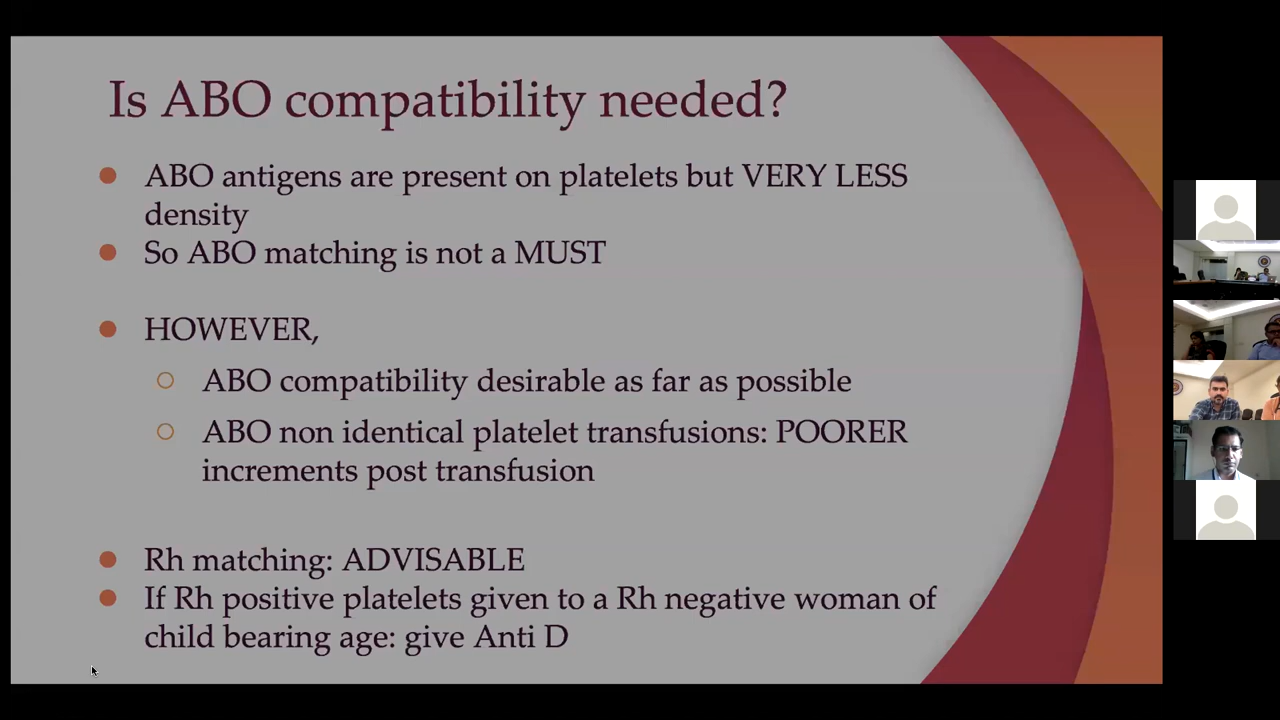 Is ABO compatibility needed?
ABO antigens are present on platelets but VERY LESS
density
So ABO matching is not a MUST
HOWEVER,
ABO compatibility desirable as far as possible
ABO non identical platelet transfusions: POORER
increments post transfusion
Rh matching: ADVISABLE
If Rh positive platelets given to a Rh negative woman of
child bearing age: give Anti D